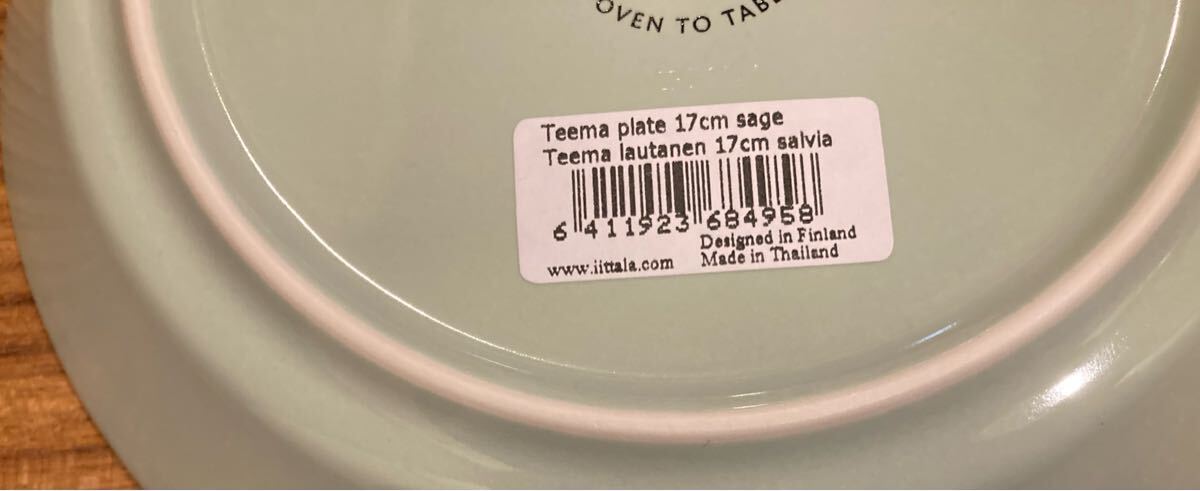 OVEN TO TABLE
Teema plate 17cm sage
Teema lautanen 17cm salvia
6 411923 684958
Designed in Finland
www.iittala.com Made in Thailand